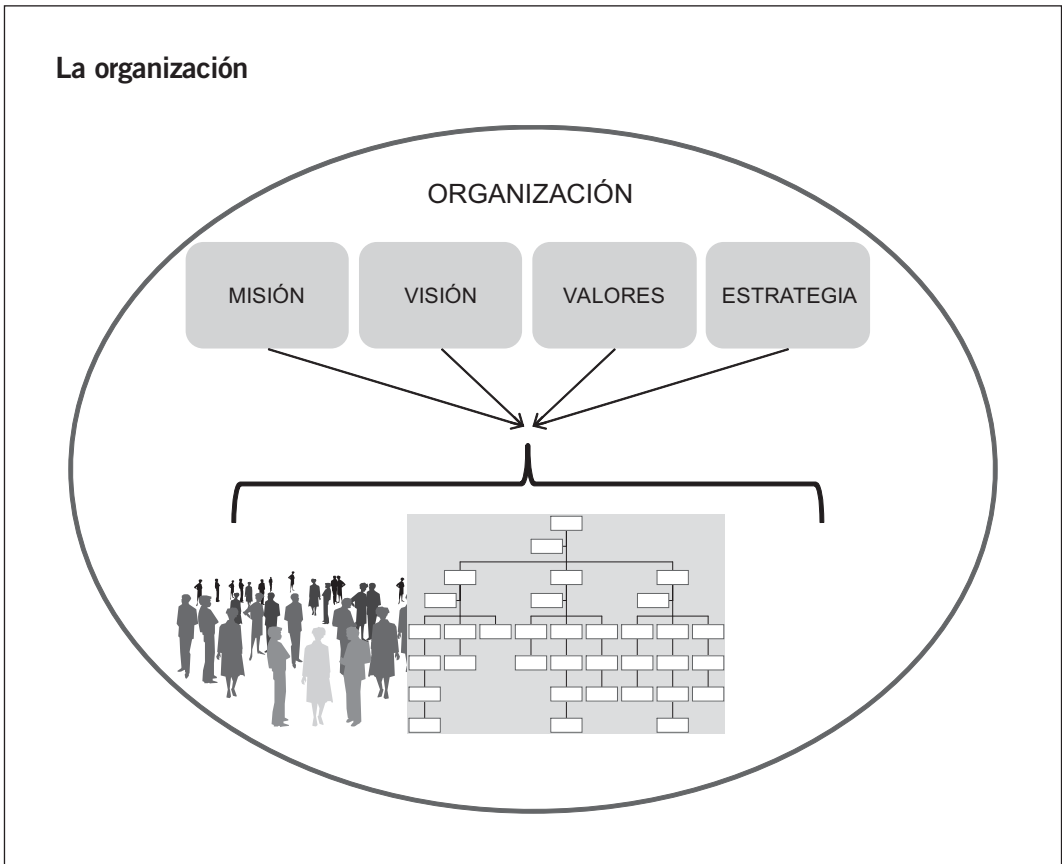 La organización
ORGANIZACIÓN
MISIÓN
VISIÓN
VALORES
ESTRATEGIA